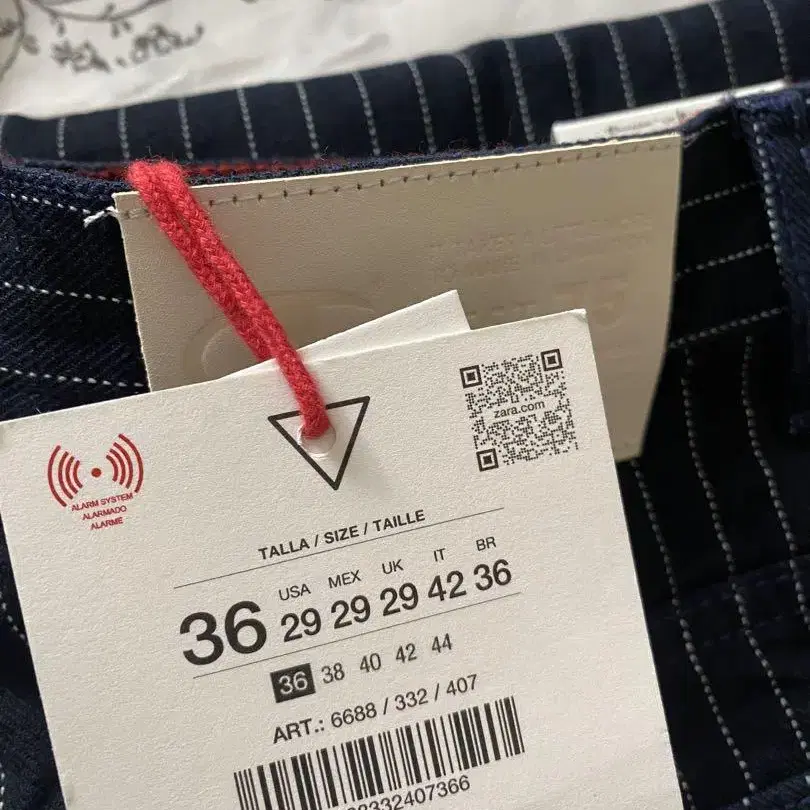 zara.com
ALARM SYSTEM
ALARMADO
ALARME
TALLA / SIZE / TAILLE
USA MEX UK IT BR
36 29 29 29 42 36
36 38 40 42 44
ART.: 6688 / 332 / 407